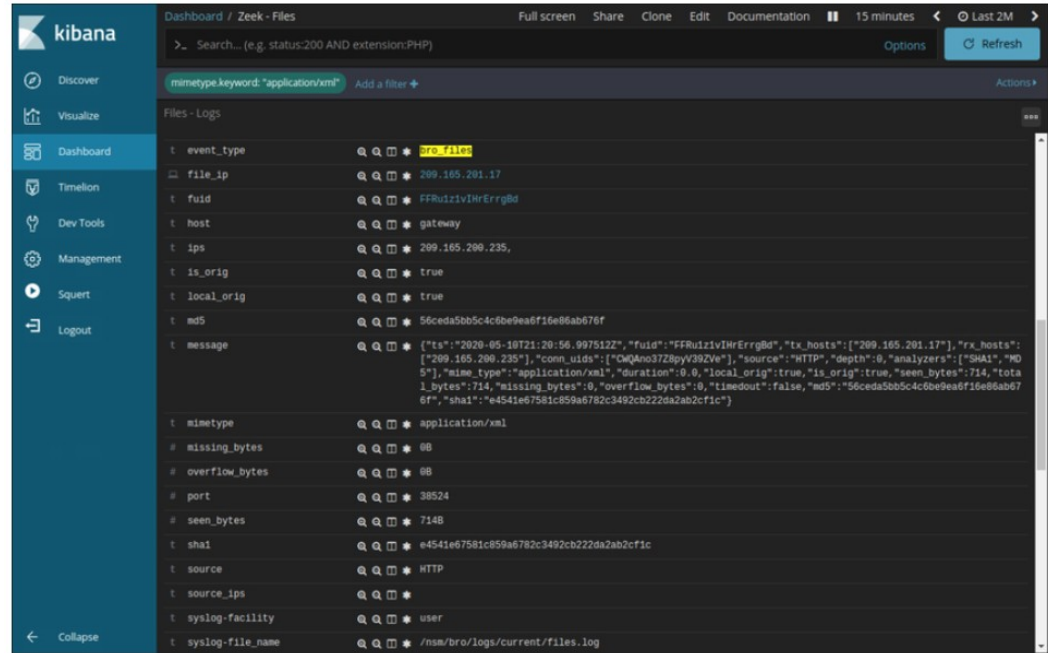 kibana
Discover
Visualize
Dashboard
Timelion
Dev Tools
Management
Squert
Logout
Collapse
Dashboard / Zeek - Files Full screen Share Clone Edit Documentation 15 minutes Last 2M
>_ Search... (e.g. status:200 AND extension:PHP) Options Refresh
mimetype.keyword: "application/xml" Add a filter + Actions
Files - Logs
t event_type bro_files
file_ip 209.165.201.17
t fuid FFRu1z1vIHrErrgBd
t host gateway
t ips 209.165.200.235,
t is_orig true
t local_orig true
t md5 56ceda5bb5c4c6be9ea6f16e86ab676f
t message {"ts":"2020-05-10T21:20:56.997512Z","fuid":"FFRu1z1vIHrErrgBd","tx_hosts":["209.165.201.17"],"rx_hosts":
["209.165.200.235"],"conn_uids":["CWQAno37Z8pyV39ZVe"],"source":"HTTP","depth":0,"analyzers":["SHA1","MD
5"],"mime_type":"application/xml","duration":0.0,"local_orig":true,"is_orig":true,"seen_bytes":714,"tota
l_bytes":714,"missing_bytes":0,"overflow_bytes":0,"timedout":false,"md5":"56ceda5bb5c4c6be9ea6f16e86ab67
6f","sha1":"e4541e67581c859a6782c3492cb222da2ab2cf1c"}
t mimetype application/xml
# missing_bytes 0B
# overflow_bytes 0B
# port 38524
# seen_bytes 714B
t sha1 e4541e67581c859a6782c3492cb222da2ab2cf1c
t source HTTP
t source_ips
t syslog-facility user
t syslog-file_name /nsm/bro/logs/current/files.log